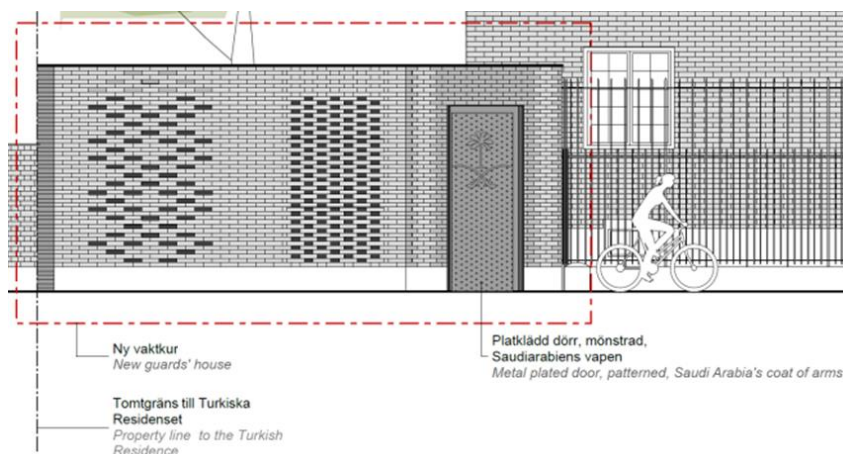 Ny vaktkur
New guards' house
Tomtgräns till Turkiska
Residenset
Property line to the Turkish
Residence
Platklädd dörr, mönstrad,
Saudiarabiens vapen
Metal plated door, patterned, Saudi Arabia's coat of arms